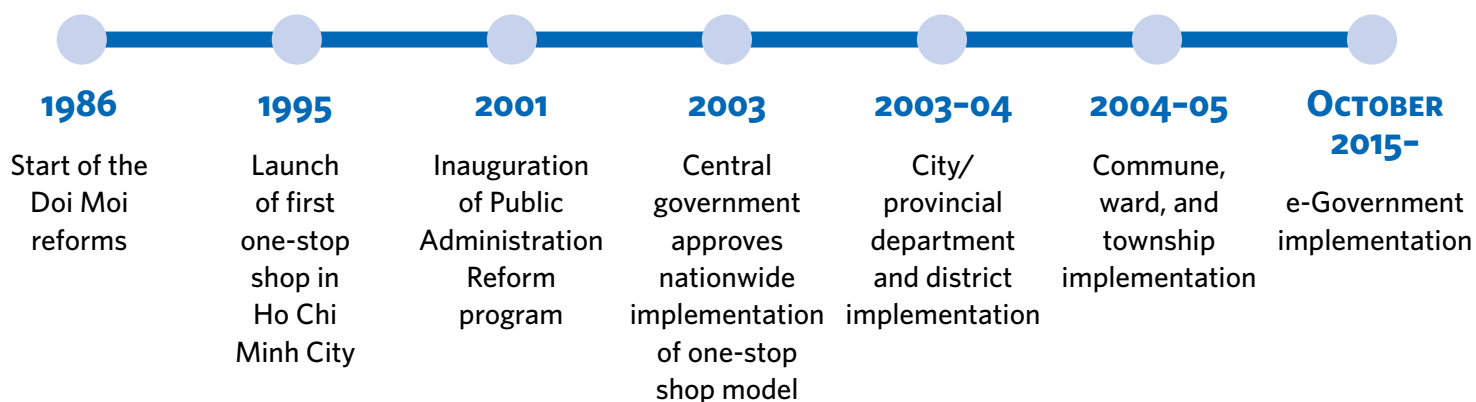 1986
Start of the
Doi Moi
reforms
1995
Launch
of first
one-stop
shop in
Ho Chi
Minh City
2001
Inauguration
of Public
Administration
Reform
program
2003
Central
government
approves
nationwide
implementation
of one-stop
shop model
2003–04
City/
provincial
department
and district
implementation
2004–05
Commune,
ward, and
township
implementation
October
2015–
e-Government
implementation